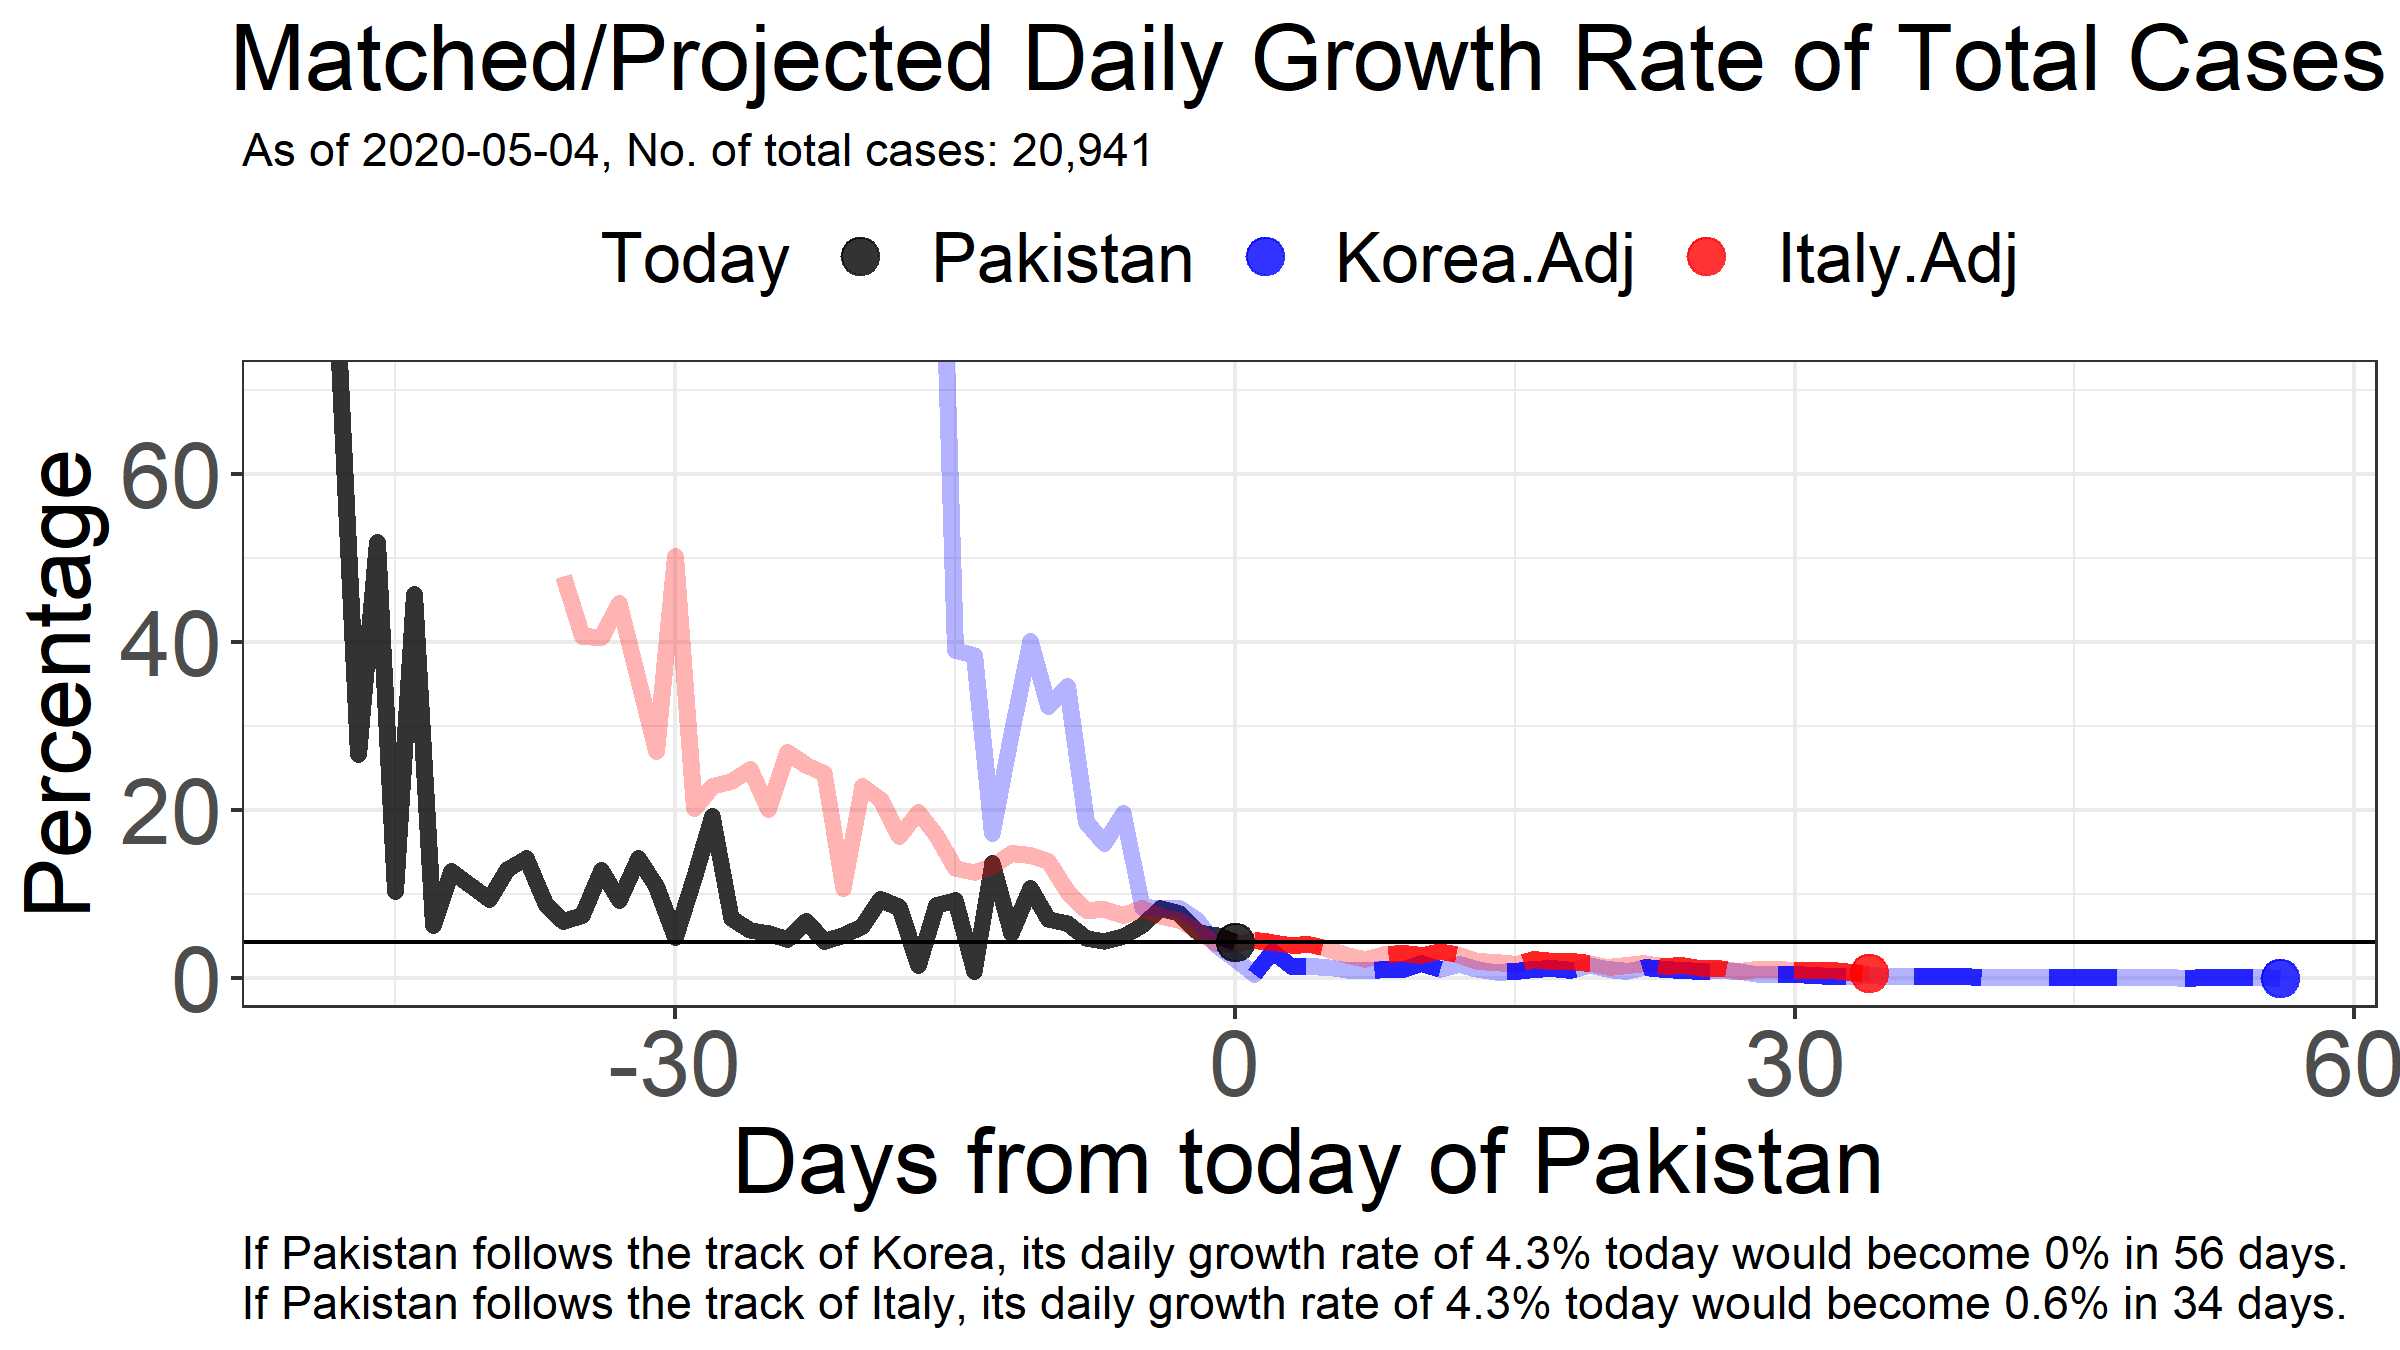 Matched/Projected Daily Growth Rate of Total Cases
As of 2020-05-04, No. of total cases: 20,941
Today Pakistan Korea.Adj Italy.Adj
Percentage
60
40
20
0
-30 0 30 60
Days from today of Pakistan
If Pakistan follows the track of Korea, its daily growth rate of 4.3% today would become 0% in 56 days.
If Pakistan follows the track of Italy, its daily growth rate of 4.3% today would become 0.6% in 34 days.